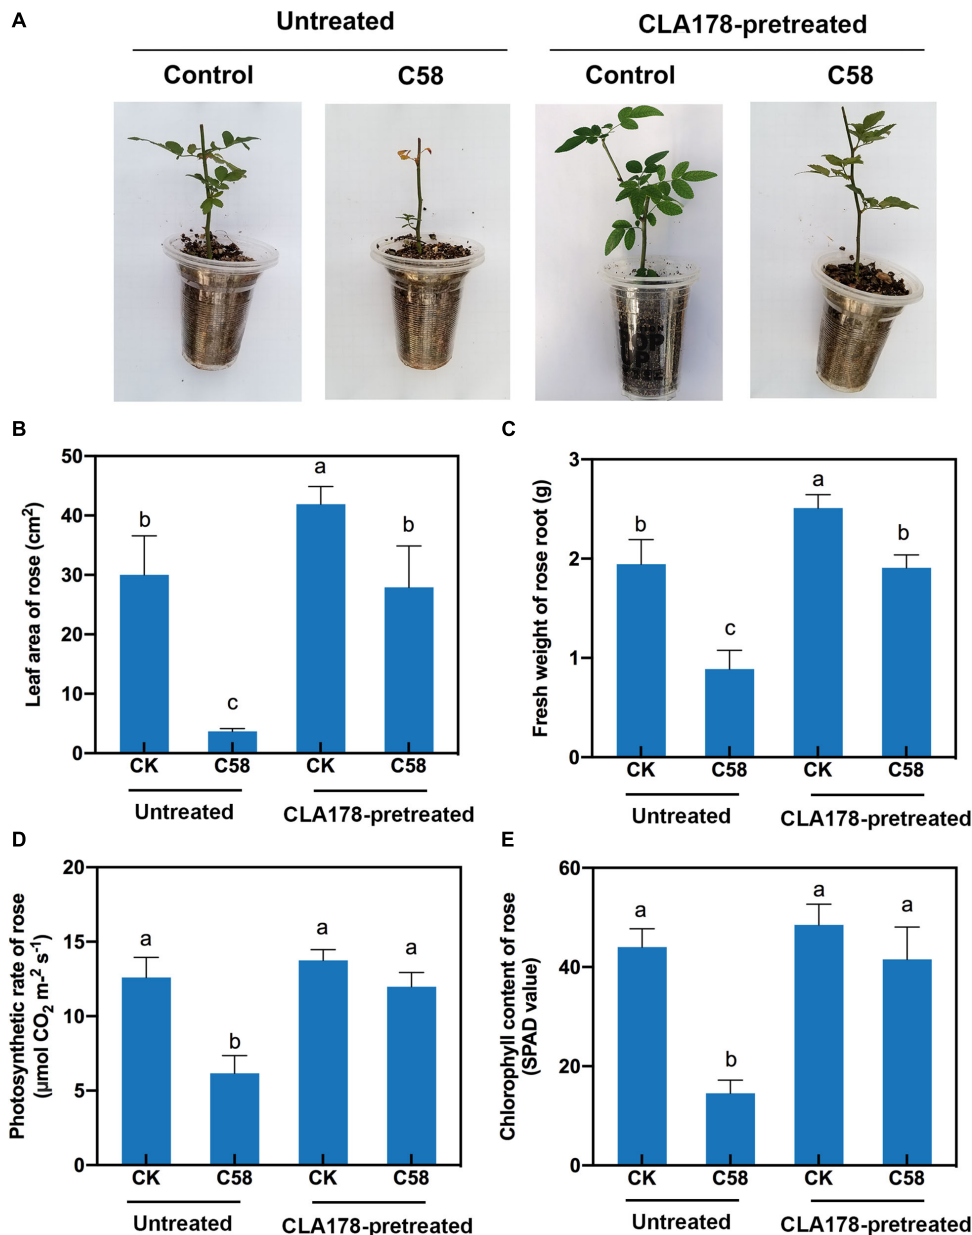 A
Untreated
CLA178-pretreated
Control
C58
Control
C58
B
50
40
30
20
10
0
Leaf area of rose (cm²)
b
c
a
b
CK
C58
CK
C58
Untreated
CLA178-pretreated
C
3
2
1
0
Fresh weight of rose root (g)
b
c
a
b
CK
C58
CK
C58
Untreated
CLA178-pretreated
D
20
15
10
5
0
Photosynthetic rate of rose
(µmol CO₂ m-² s⁻¹)
a
b
a
a
CK
C58
CK
C58
Untreated
CLA178-pretreated
E
60
40
20
0
Chlorophyll content of rose
(SPAD value)
a
b
a
a
CK
C58
CK
C58
Untreated
CLA178-pretreated